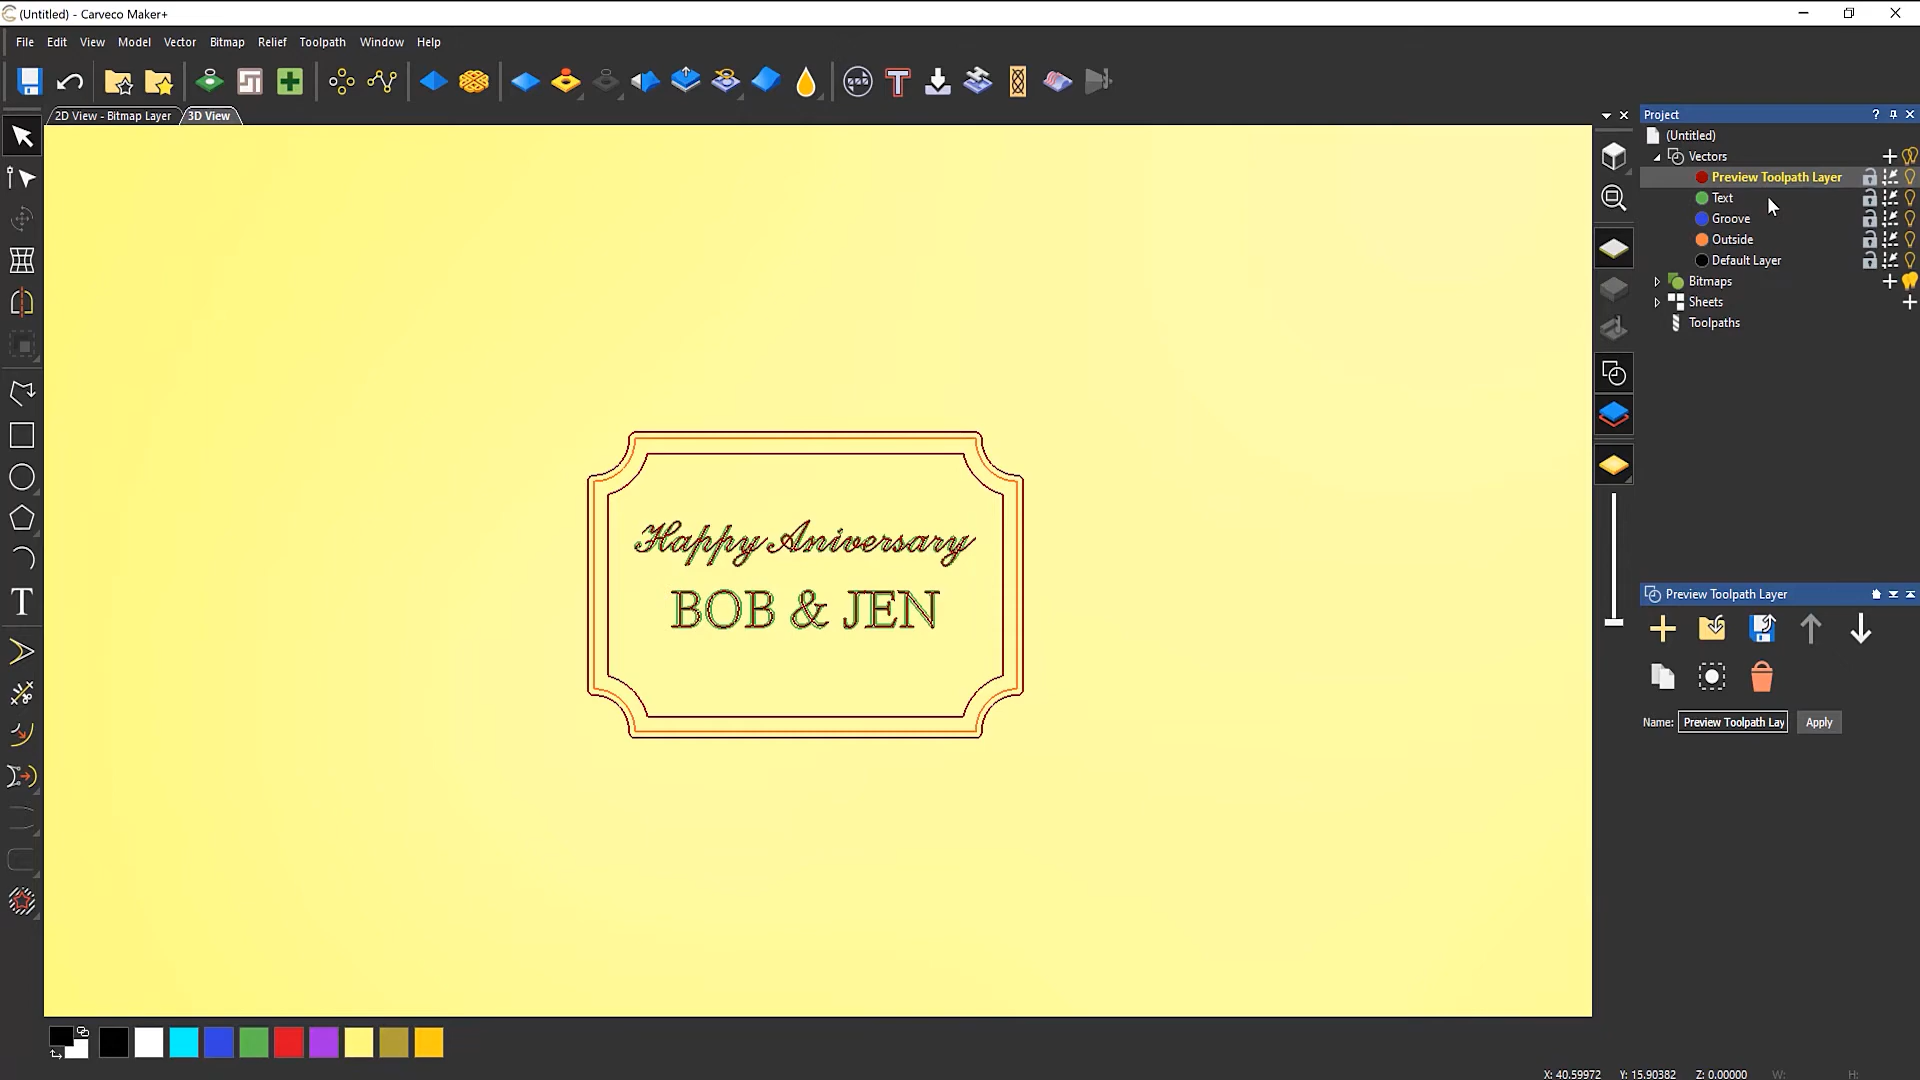 (Untitled) - Carveco Maker+
File Edit View Model Vector Bitmap Relief Toolpath Window Help
2D View - Bitmap Layer 3D View
Project
(Untitled)
Vectors
Preview Toolpath Layer
Text
Groove
Outside
Default Layer
Bitmaps
Sheets
Toolpaths
Happy Aniversary
BOB & JEN
Preview Toolpath Layer
Name: Preview Toolpath Lay Apply
X: 40.59972 Y: 15.90382 Z: 0.00000 W: H: